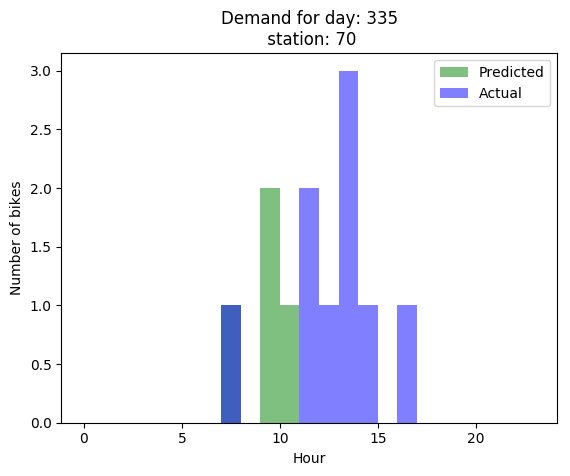 Demand for day: 335
station: 70
Predicted
Actual
Number of bikes
3.0
2.5
2.0
1.5
1.0
0.5
0.0
0 5 10 15 20
Hour